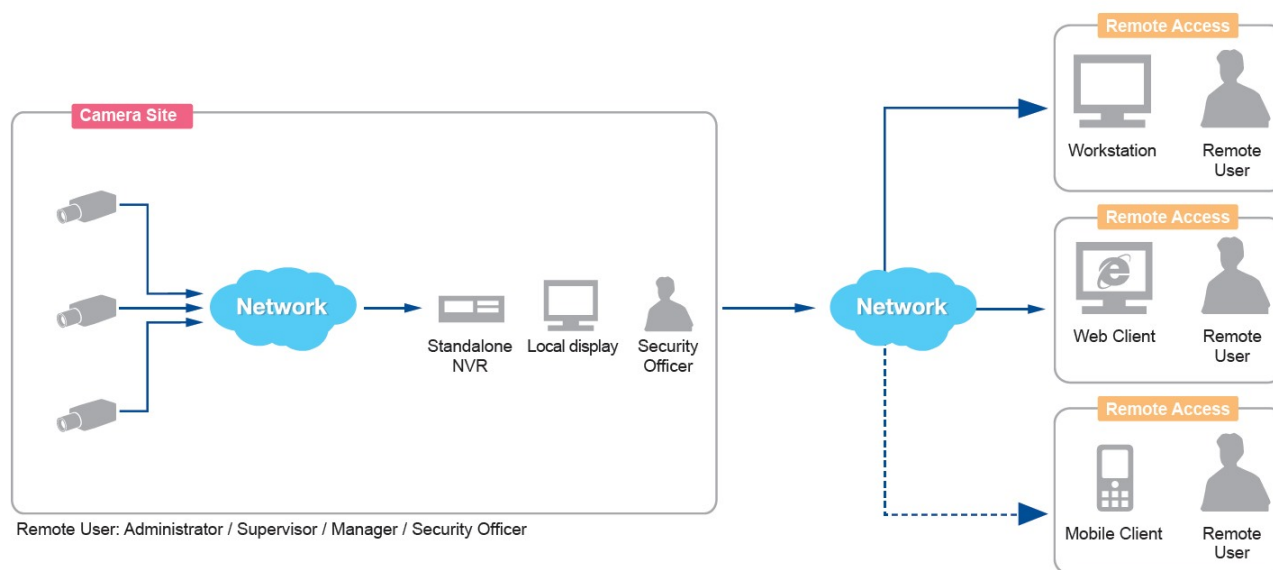 Camera Site
Network
Standalone
NVR
Local display
Security
Officer
Remote User: Administrator / Supervisor / Manager / Security Officer
Network
Remote Access
Workstation
Remote
User
Remote Access
Web Client
Remote
User
Remote Access
Mobile Client
Remote
User